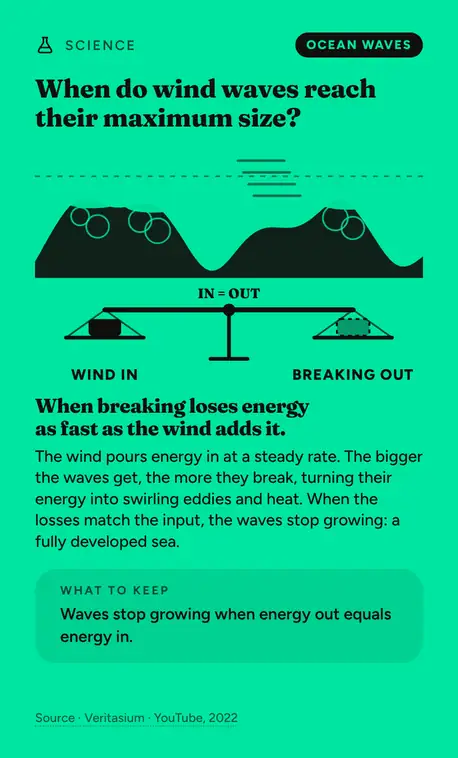 SCIENCE
OCEAN WAVES
When do wind waves reach
their maximum size?
IN = OUT
WIND IN
BREAKING OUT
When breaking loses energy
as fast as the wind adds it.
The wind pours energy in at a steady rate. The bigger
the waves get, the more they break, turning their
energy into swirling eddies and heat. When the
losses match the input, the waves stop growing: a
fully developed sea.
WHAT TO KEEP
Waves stop growing when energy out equals
energy in.
Source · Veritasium · YouTube, 2022